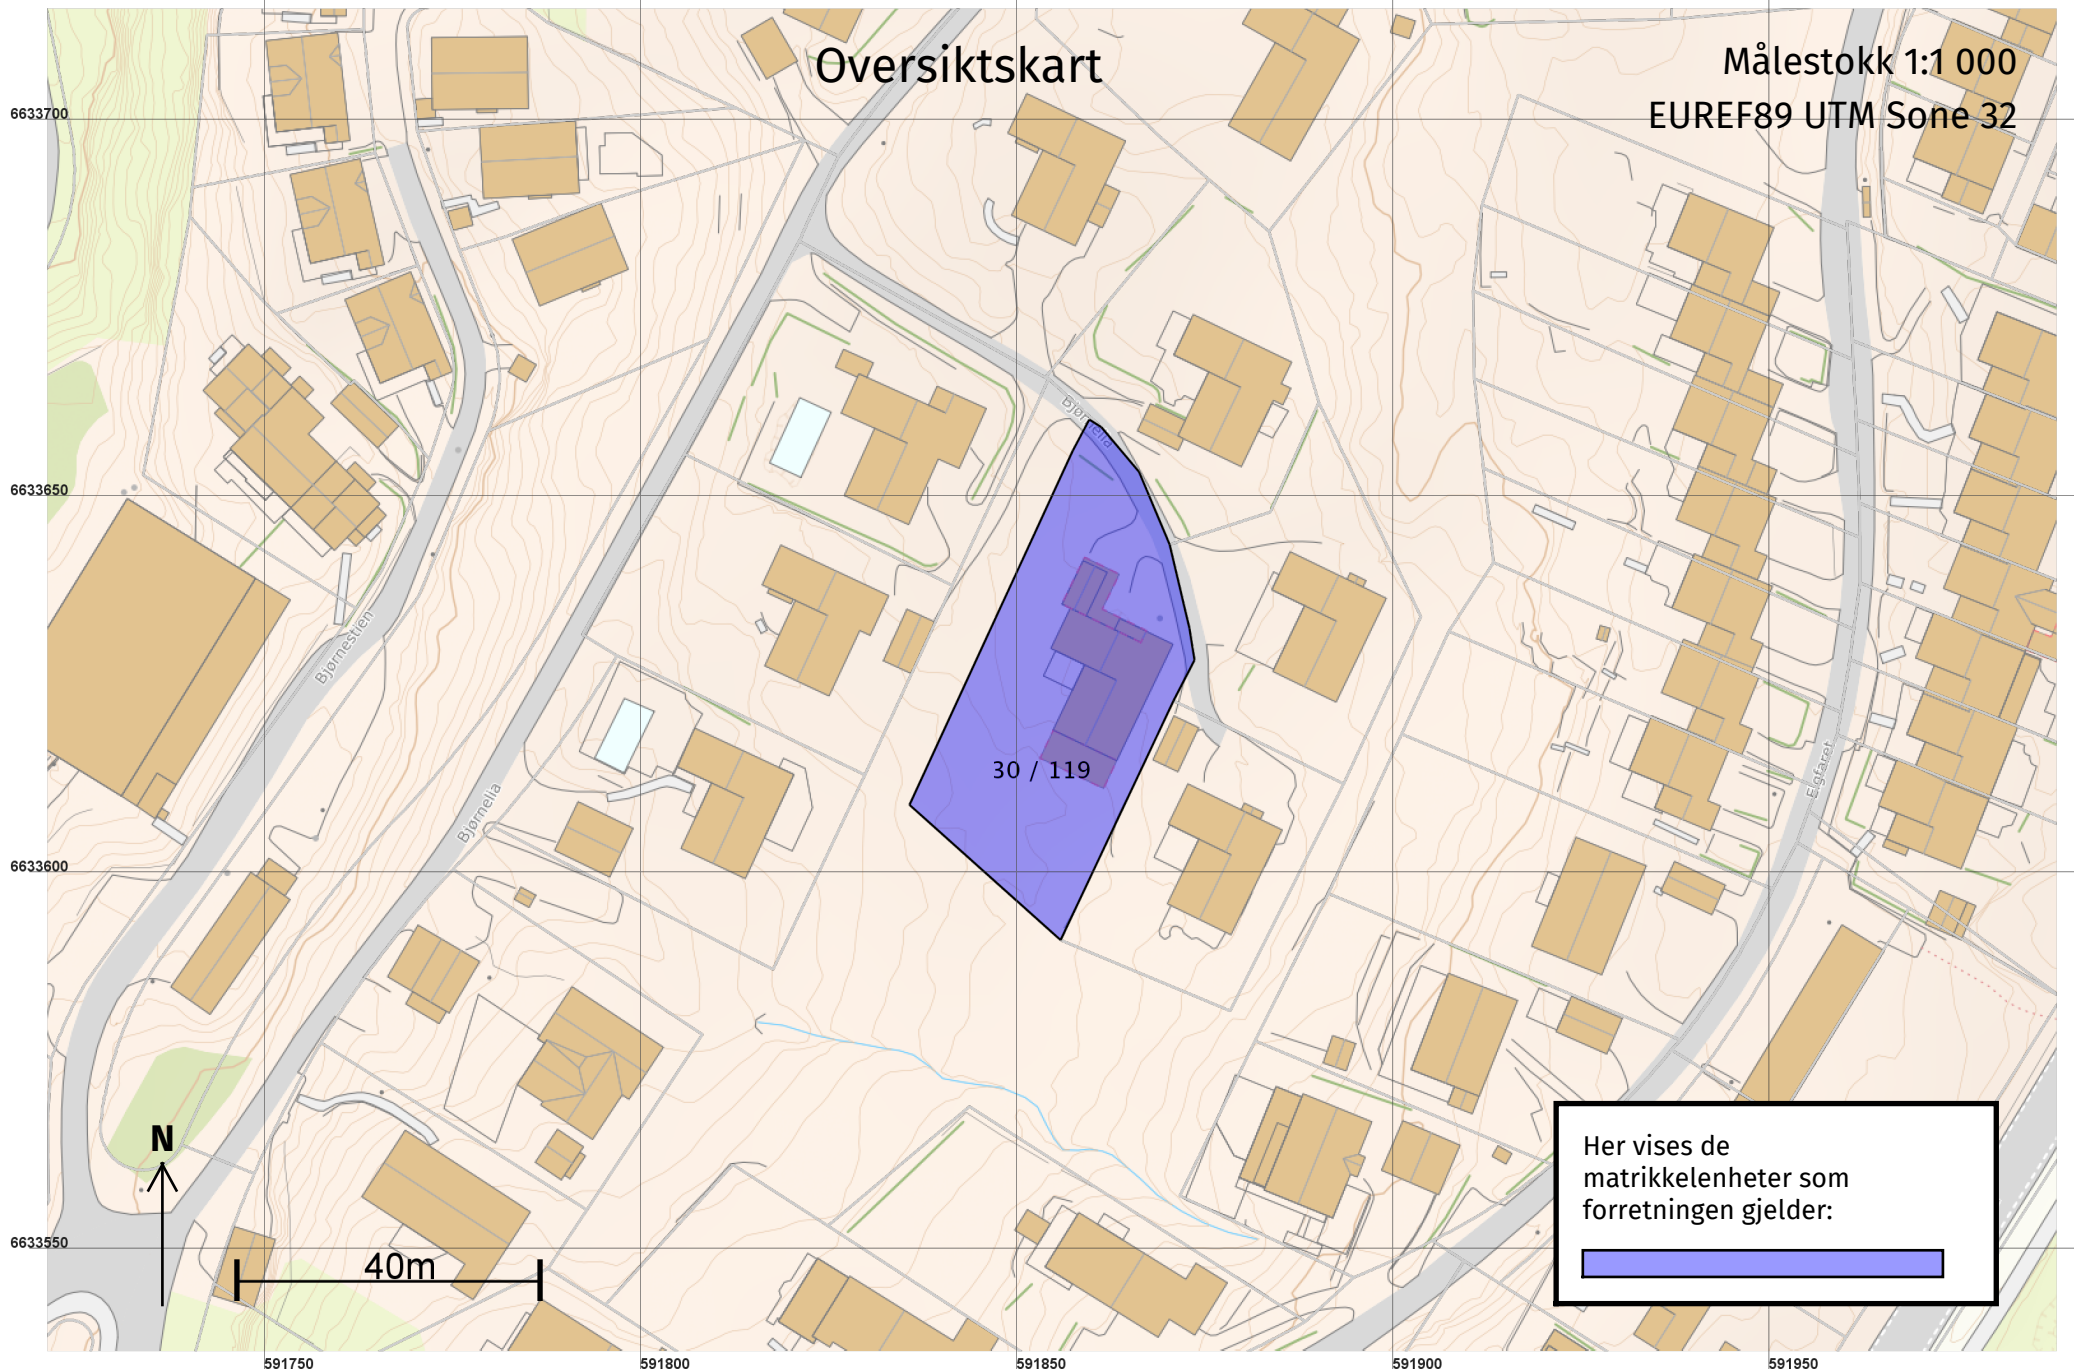 Oversiktskart
Målestokk 1:1 000
EUREF89 UTM Sone 32
6633700
6633650
6633600
6633550
Bjørnella
Bjørnestien
Bjørnelia
Elgfaret
30 / 119
N
40m
Her vises de
matrikkelenheter som
forretningen gjelder:
591750
591800
591850
591900
591950